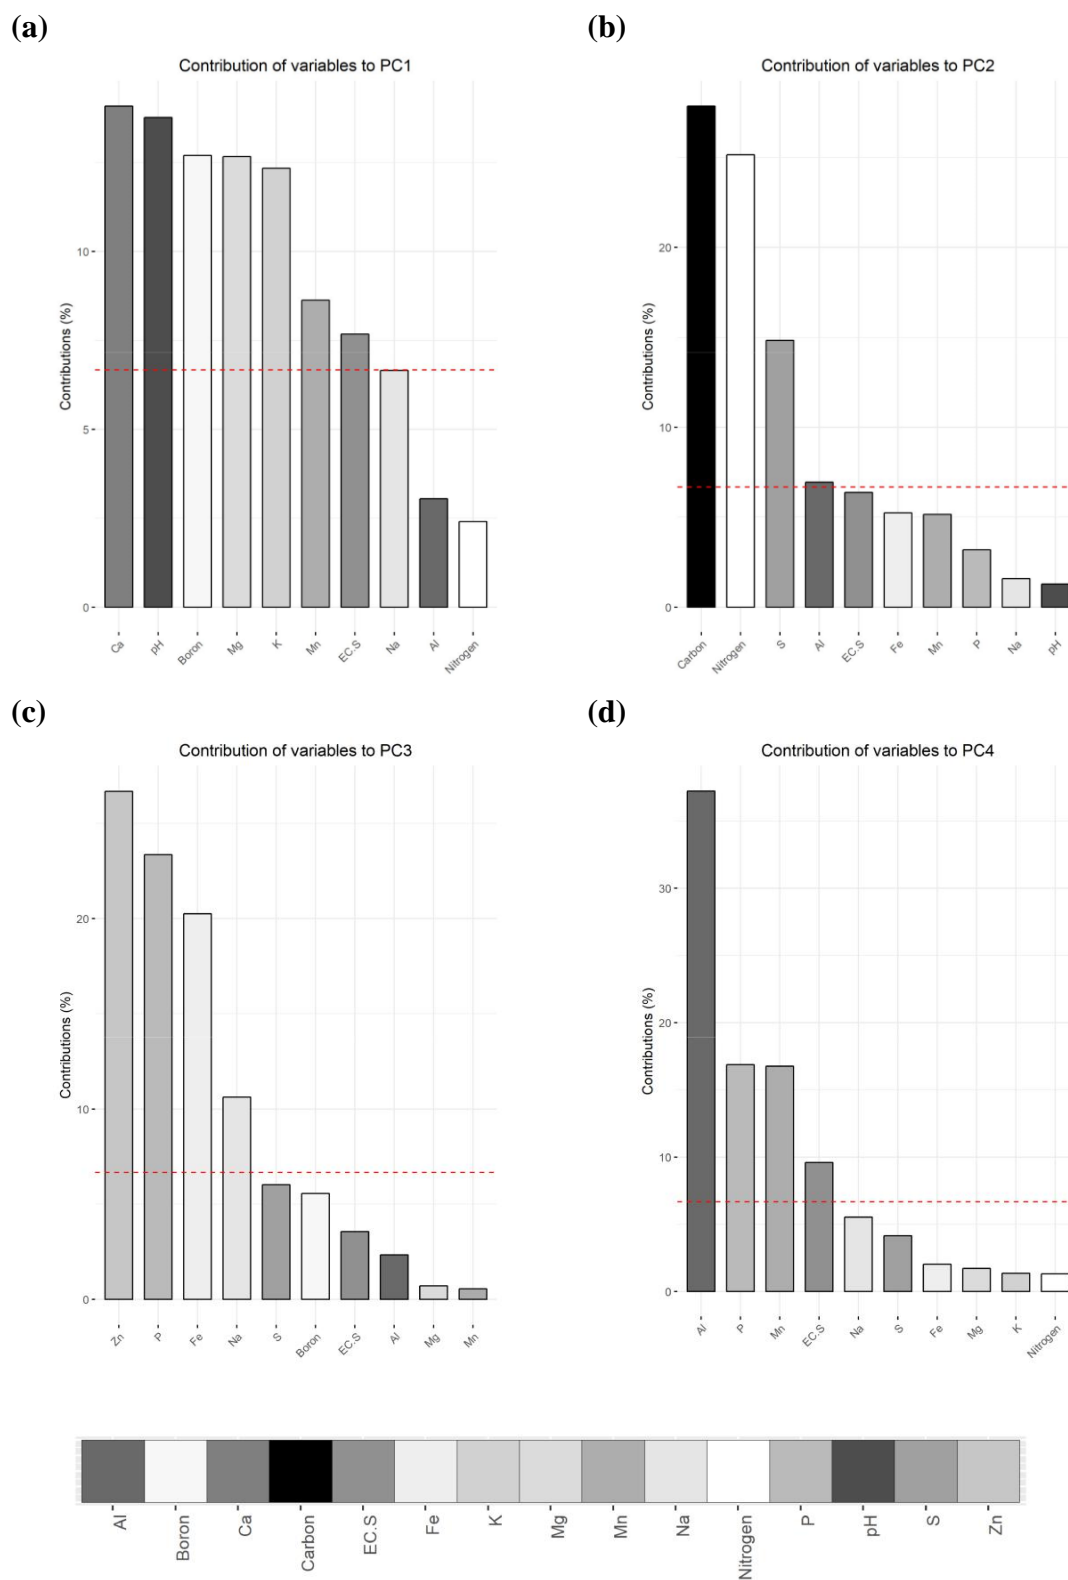 (a)
Contribution of variables to PC1
Contributions (%)
10
5
0
Ca pH Boron Mg K Mn EC.S Na Al Nitrogen
(b)
Contribution of variables to PC2
Contributions (%)
20
10
0
Carbon Nitrogen S Al EC.S Fe Mn P Na pH
(c)
Contribution of variables to PC3
Contributions (%)
20
10
0
Zn P Fe Na S Boron EC.S Al Mg Mn
(d)
Contribution of variables to PC4
Contributions (%)
30
20
10
0
Al P Mn EC.S Na S Fe Mg K Nitrogen
Al Boron Ca Carbon EC.S Fe K Mg Mn Na Nitrogen P pH S Zn